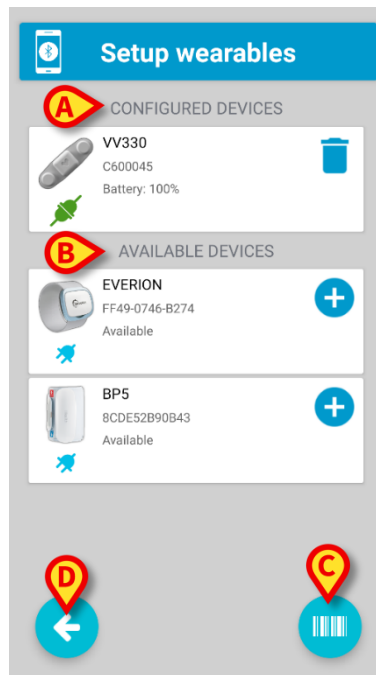 Setup wearables
A
CONFIGURED DEVICES
VV330
C600045
Battery: 100%
B
AVAILABLE DEVICES
EVERION
FF49-0746-B274
Available
BP5
8CDE52B90B43
Available
D
C